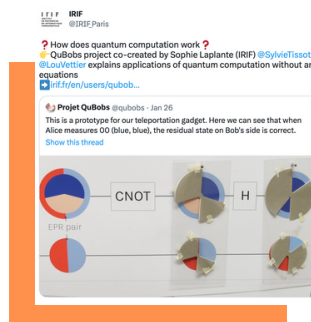 IRIF
@IRIF_Paris
❓How does quantum computation work❓
👉 QuBobs project co-created by Sophie Laplante (IRIF) @SylvieTissot
@LouVettier explains applications of quantum computation without an
equations
➡️irif.fr/en/users/qubob...
Projet QuBobs @qubobs · Jan 26
This is a prototype for our teleportation gadget. Here we can see that when
Alice measures 00 (blue, blue), the residual state on Bob's side is correct.
Show this thread
CNOT
H
EPR pair